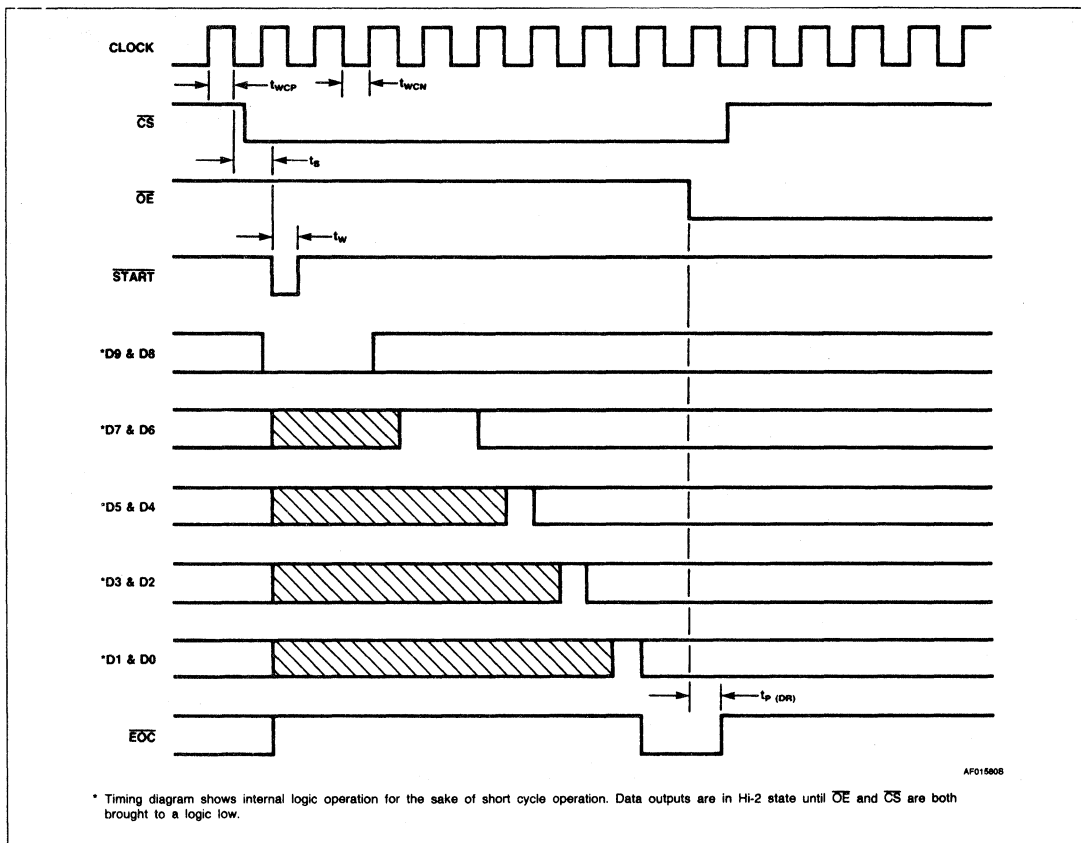 CLOCK
tWCP
tWCN
CS
tS
OE
tW
START
*D9 & D8
*D7 & D6
*D5 & D4
*D3 & D2
*D1 & D0
tP (DR)
EOC
AF01580S
* Timing diagram shows internal logic operation for the sake of short cycle operation. Data outputs are in Hi-2 state until OE and CS are both
brought to a logic low.